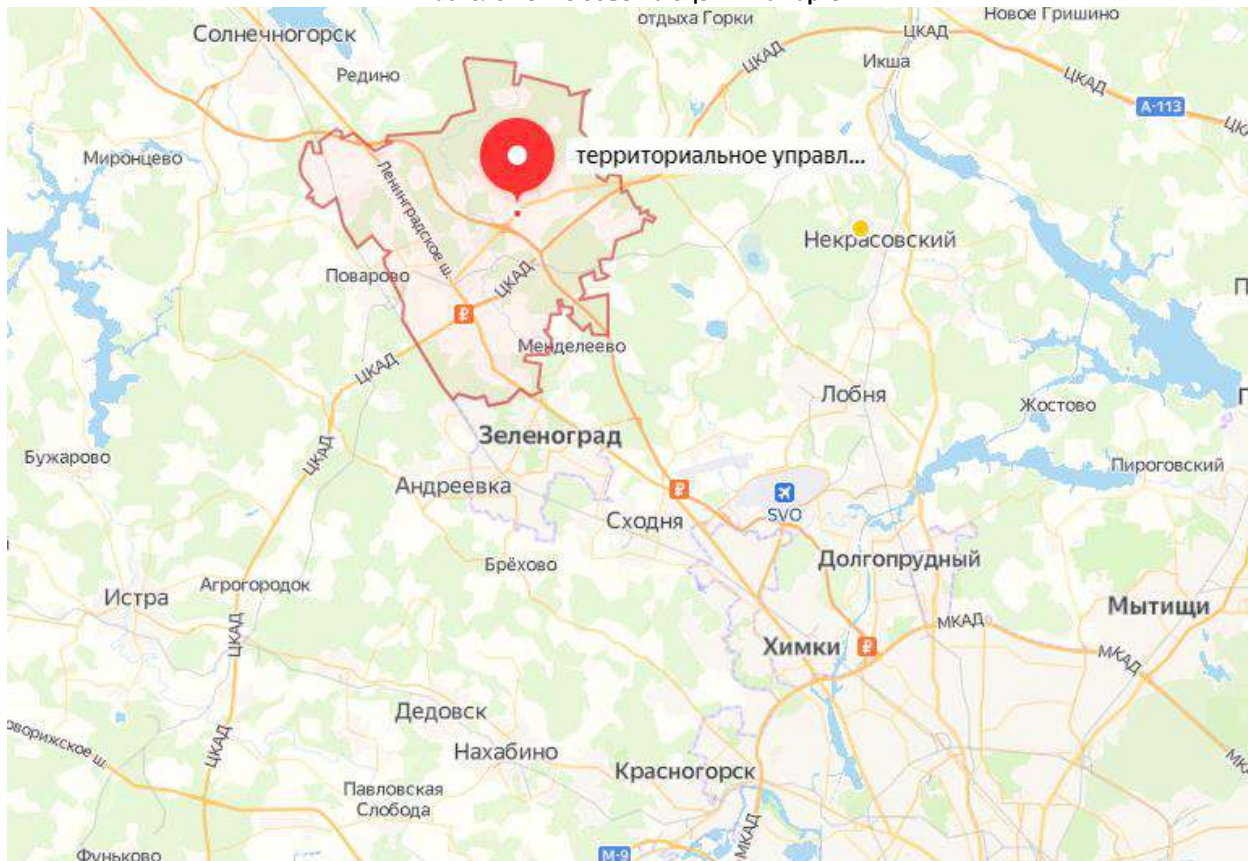 отдыха Горки
Новое Гришино
Солнечногорск
ЦКАД
Редино
ЦКАД
Икша
ЦКАД
А-113
Миронцево
Ленинградское ш.
территориальное управл...
Некрасовский
Поварово
ЦКАД
Менделеево
ЦКАД
Лобня
Жостово
Зеленоград
Бужарово
ЦКАД
Пироговский
Андреевка
SVO
Сходня
Брёхово
Долгопрудный
Агрогородок
Истра
Мытищи
МКАД
ЦКАД
Химки
МКАД
Дедовск
ЦКАД
Нахабино
Красногорск
Павловская
Слобода
МКАД
М-9
Фуньково